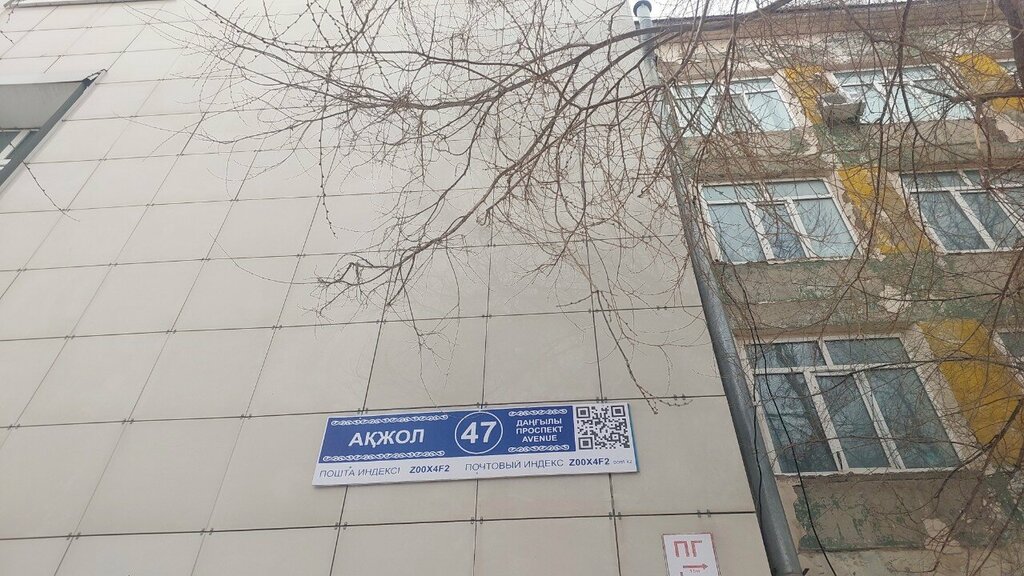 АҚЖОЛ
47
ДАҢҒЫЛЫ
ПРОСПЕКТ
AVENUE
ПОШТА ИНДЕКСІ Z00X4F2 ПОЧТОВЫЙ ИНДЕКС Z00X4F2
ПГ